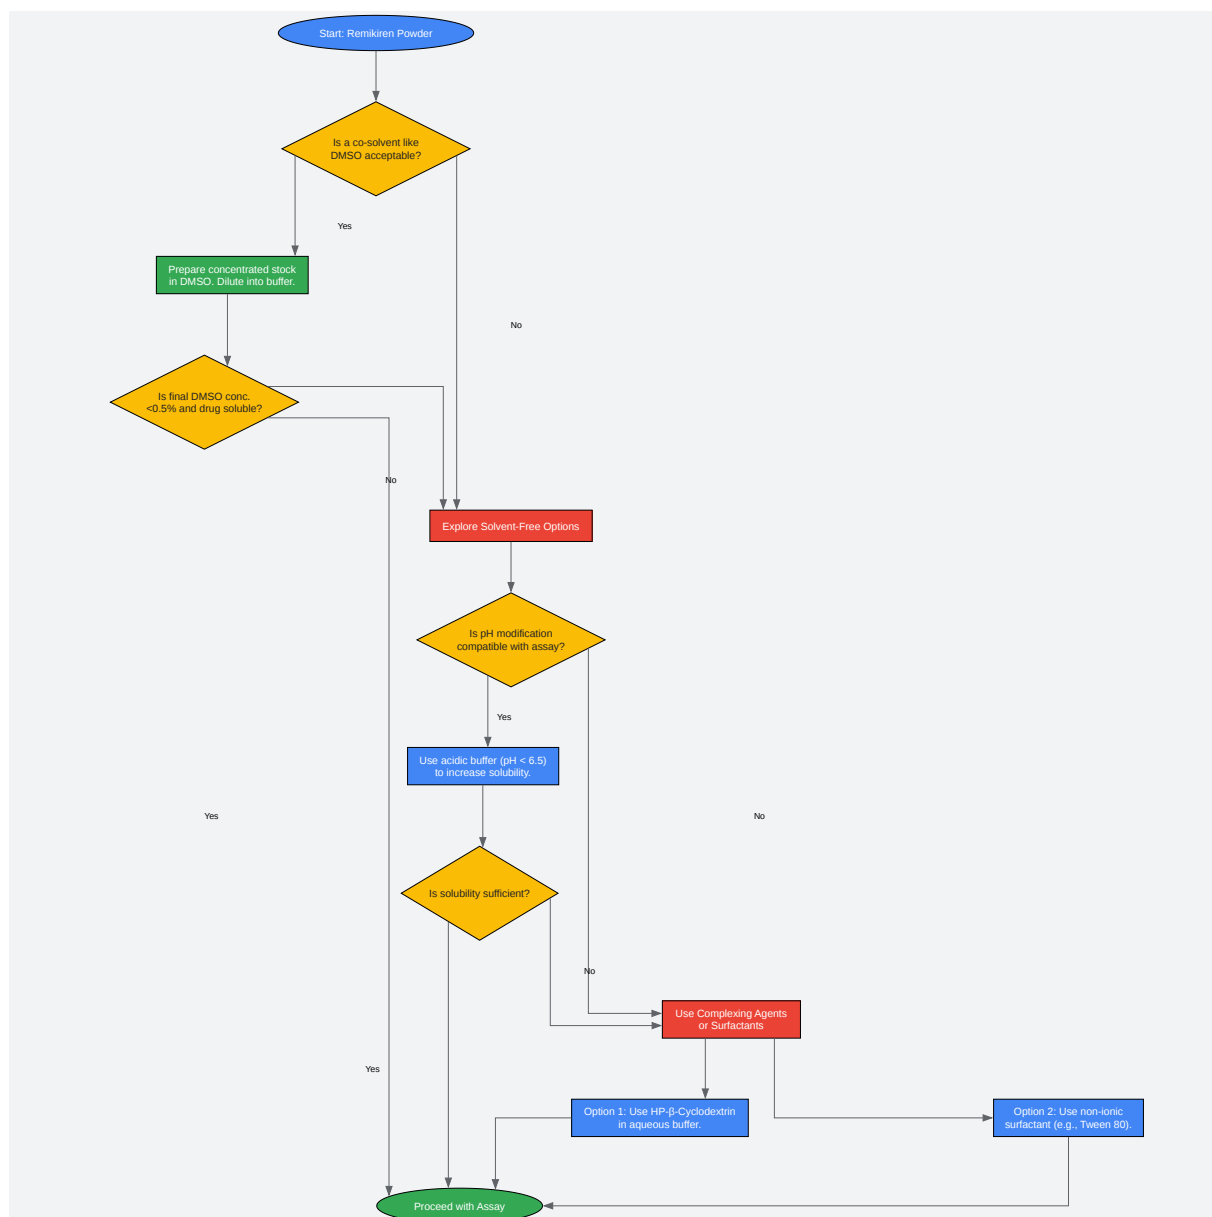 Start: Remikiren Powder
Is a co-solvent like
DMSO acceptable?
Yes
Prepare concentrated stock
in DMSO. Dilute into buffer.
No
Is final DMSO conc.
<0.5% and drug soluble?
No
Explore Solvent-Free Options
Is pH modification
compatible with assay?
Yes
Use acidic buffer (pH < 6.5)
to increase solubility.
Yes
No
Is solubility sufficient?
No
Use Complexing Agents
or Surfactants
Yes
Option 1: Use HP-β-Cyclodextrin
in aqueous buffer.
Option 2: Use non-ionic
surfactant (e.g., Tween 80).
Proceed with Assay